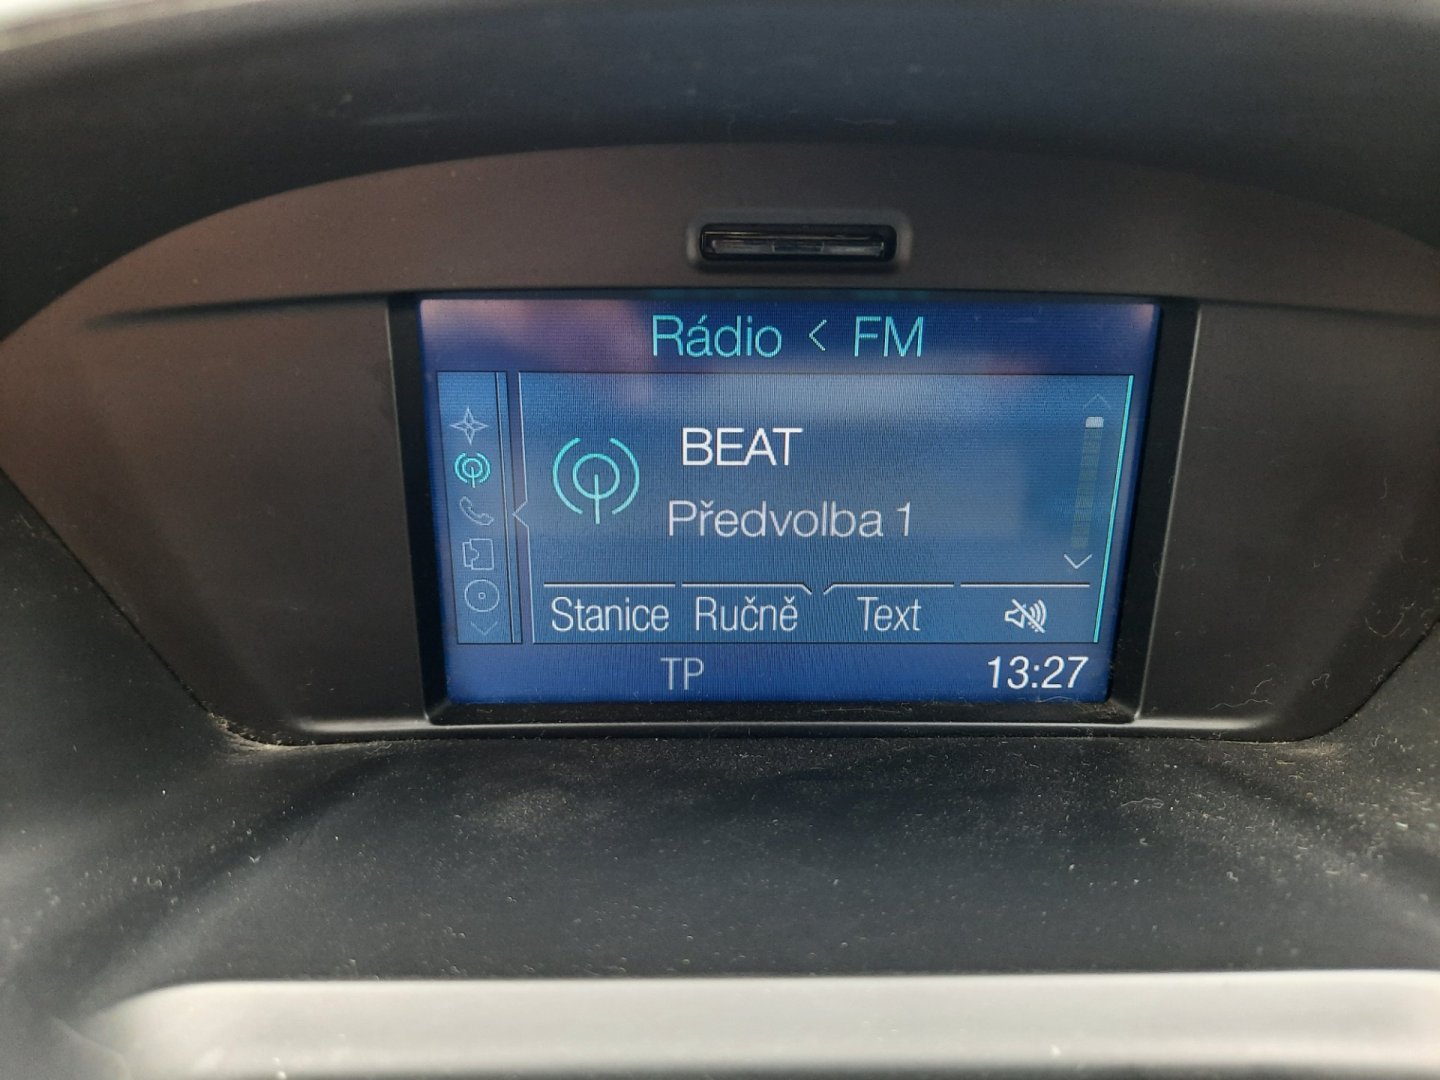 Rádio < FM
BEAT
Předvolba 1
Stanice Ručně Text
TP 13:27